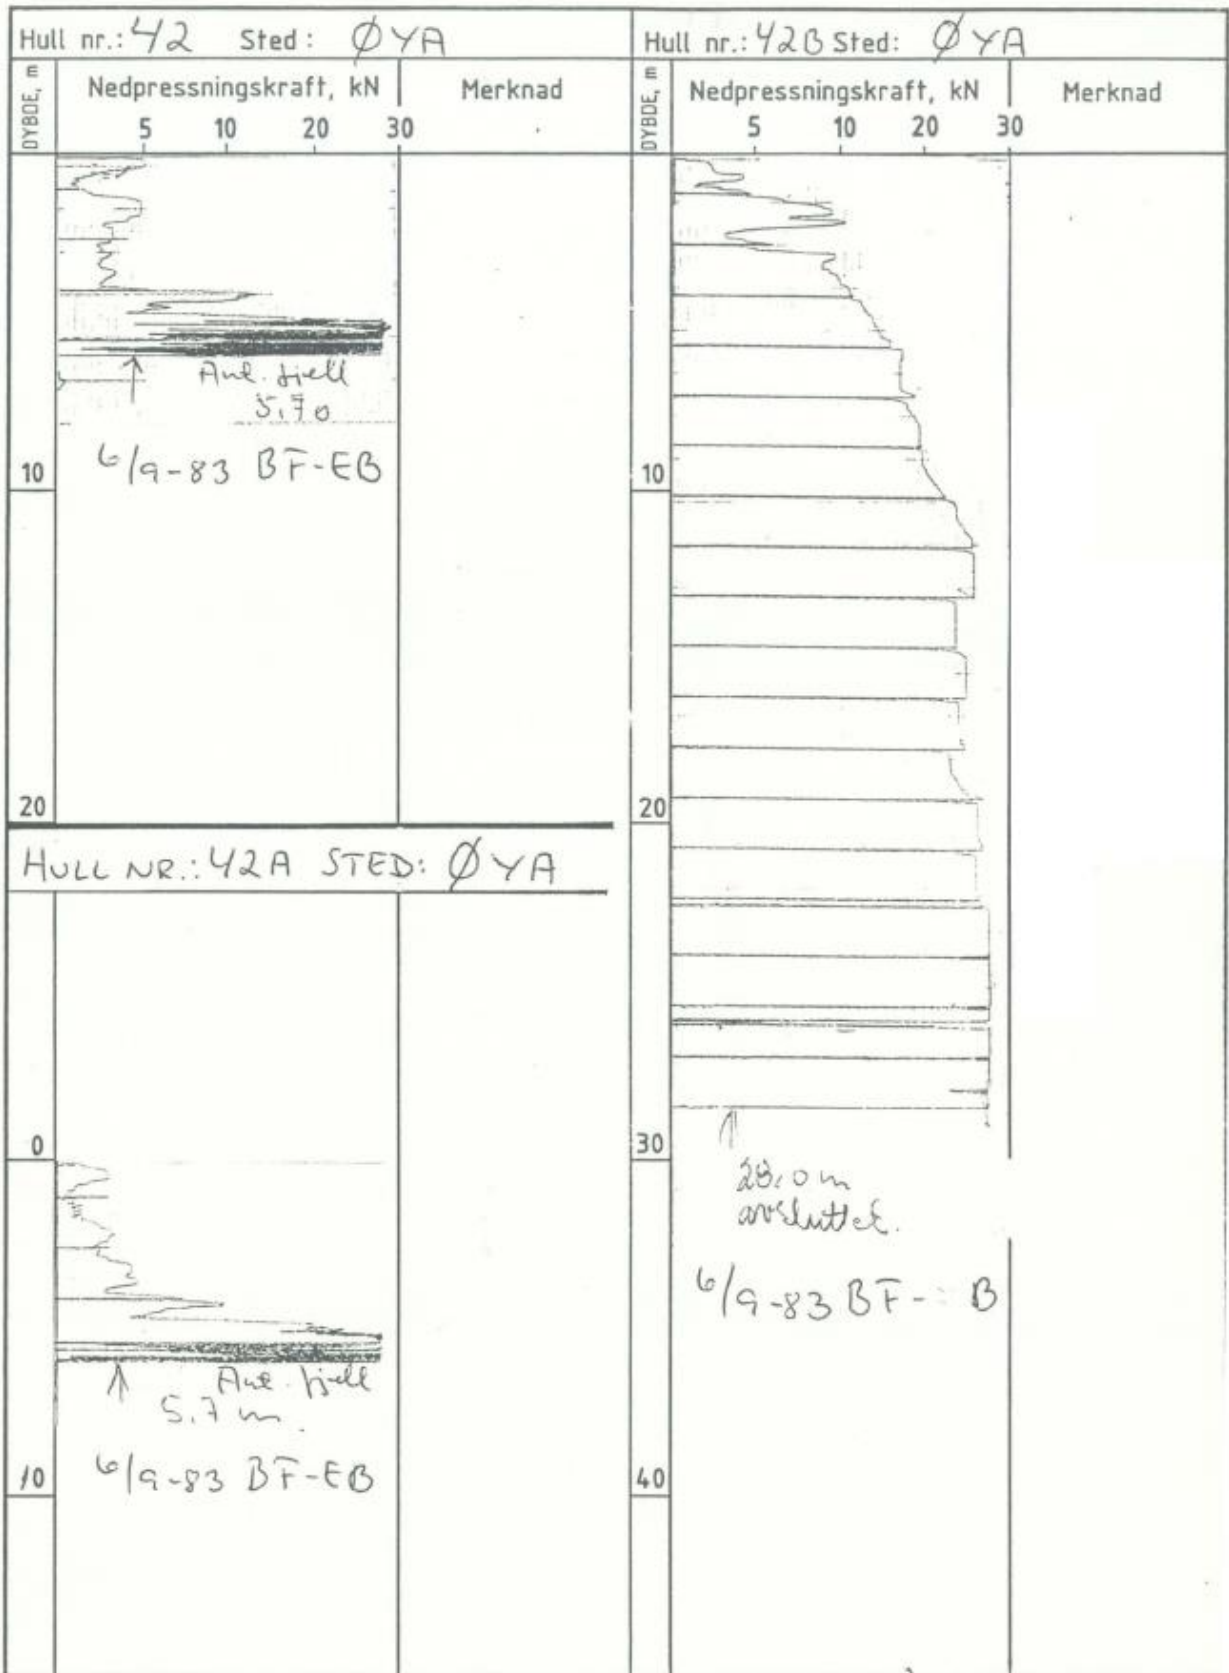 Hull nr.: 42 Sted: ØYA
DYBDE, m
Nedpressningskraft, kN
Merknad
5 10 20 30
Ant. fjell
5,70
6/9-83 BF-EB
10
20
HULL NR.: 42A STED: ØYA
0
Ant. fjell
5,7 m.
6/9-83 BF-EB
10
Hull nr.: 42B Sted: ØYA
DYBDE, m
Nedpressningskraft, kN
Merknad
5 10 20 30
10
20
30
28,0 m
avsluttet.
6/9-83 BF- B
40